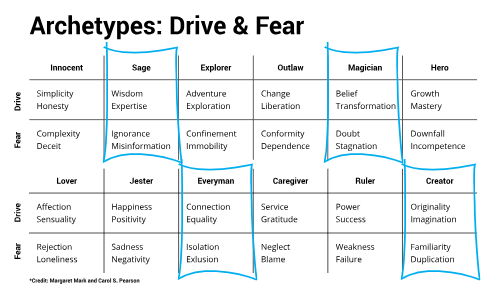 Archetypes: Drive & Fear
Innocent Sage Explorer Outlaw Magician Hero
Drive
Simplicity Wisdom Adventure Change Belief Growth
Honesty Expertise Exploration Liberation Transformation Mastery
Fear
Complexity Ignorance Confinement Conformity Doubt Downfall
Deceit Misinformation Immobility Dependence Stagnation Incompetence
Lover Jester Everyman Caregiver Ruler Creator
Drive
Affection Happiness Connection Service Power Originality
Sensuality Positivity Equality Gratitude Success Imagination
Fear
Rejection Sadness Isolation Neglect Weakness Familiarity
Loneliness Negativity Exlusion Blame Failure Duplication
*Credit: Margaret Mark and Carol S. Pearson